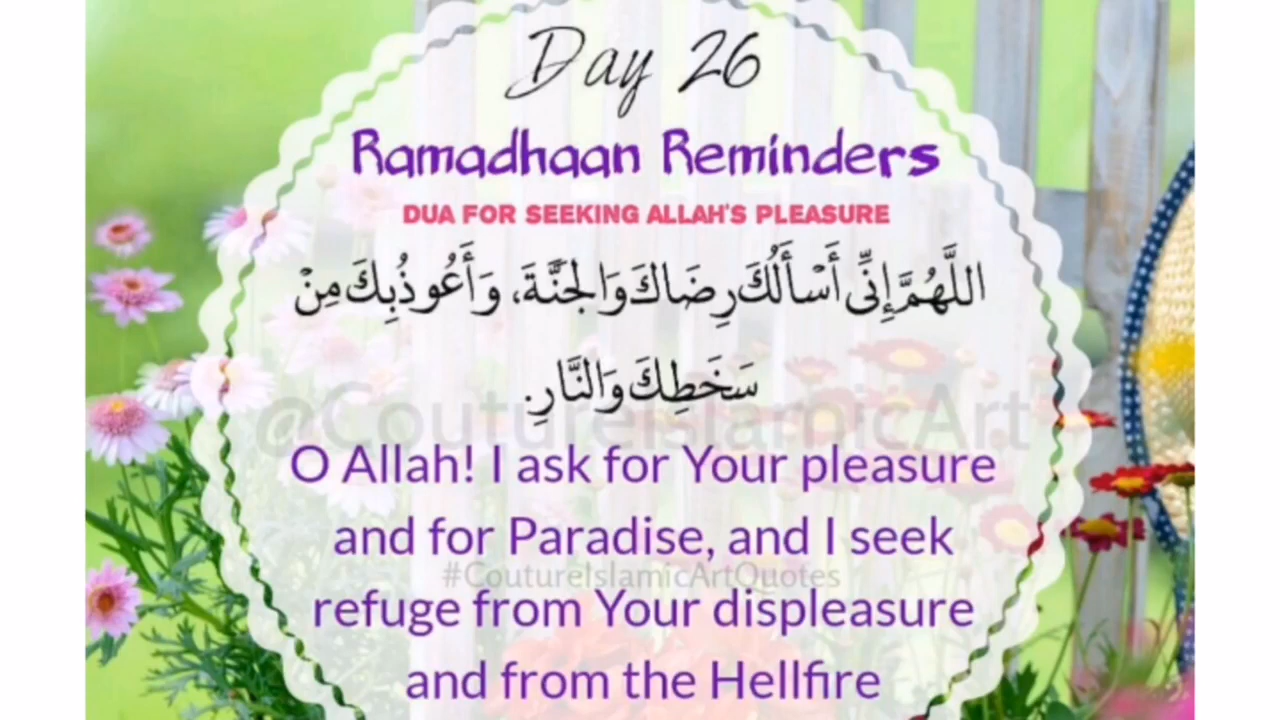 Day 26
Ramadhaan Reminders
DUA FOR SEEKING ALLAH'S PLEASURE
اللَّهُمَّ إِنِّي أَسْأَلُكَ رِضَاكَ وَالْجَنَّةَ، وَأَعُوذُ بِكَ مِنْ
سَخَطِكَ وَالنَّارِ.
@CoutureIslamicArt
O Allah! I ask for Your pleasure
and for Paradise, and I seek
#CoutureIslamicArtQuotes
refuge from Your displeasure
and from the Hellfire